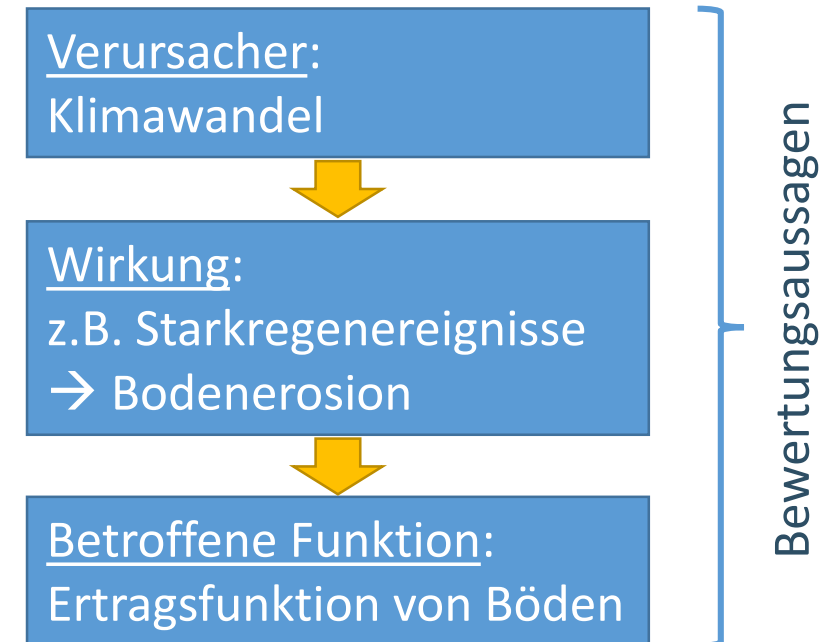 Verursacher:
Klimawandel
Wirkung:
z.B. Starkregenereignisse
→ Bodenerosion
Betroffene Funktion:
Ertragsfunktion von Böden
Bewertungsaussagen